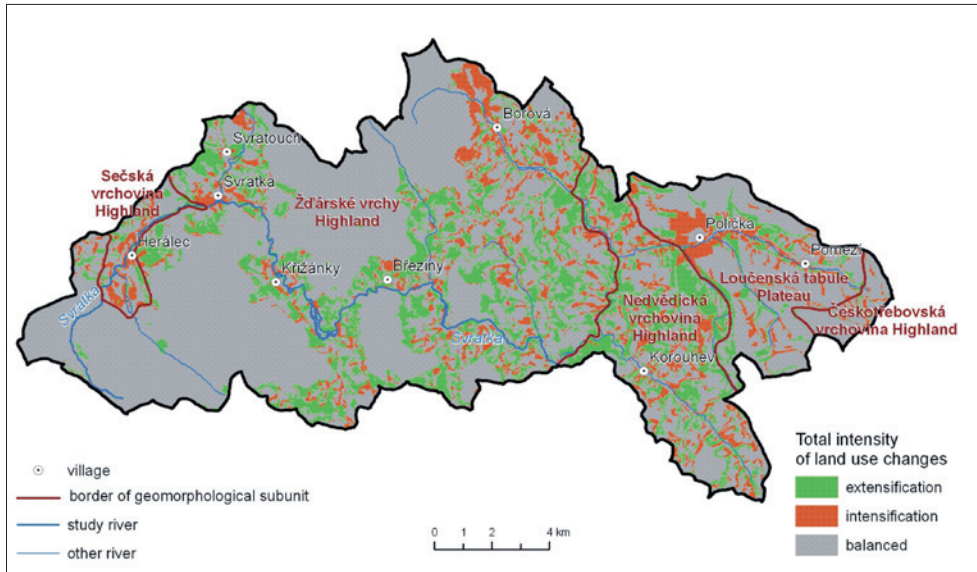 Borová
Svratouch
Sečská
vrchovina
Highland
Svratka
Žďárské vrchy
Highland
Polička
Herálec
Pomezí
Křižánky
Březiny
Loučenská tabule
Plateau
Svratka
Nedvědická
vrchovina
Highland
Českotřebovská
vrchovina Highland
Svratka
Korouhev
Total intensity
of land use changes
extensification
intensification
balanced
village
border of geomorphological subunit
study river
other river
0 1 2 4 km